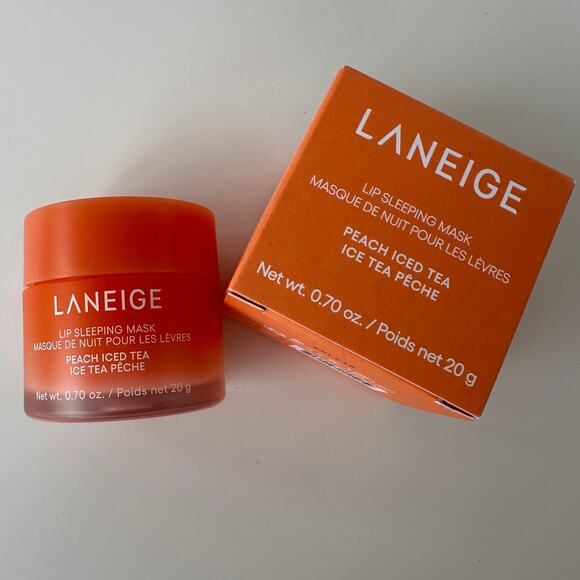 LANEIGE
LIP SLEEPING MASK
MASQUE DE NUIT POUR LES LÈVRES
PEACH ICED TEA
ICE TEA PÊCHE
Net wt. 0.70 oz. / Poids net 20 g
LANEIGE
LIP SLEEPING MASK
MASQUE DE NUIT POUR LES LÈVRES
PEACH ICED TEA
ICE TEA PÊCHE
Net wt. 0.70 oz. / Poids net 20 g